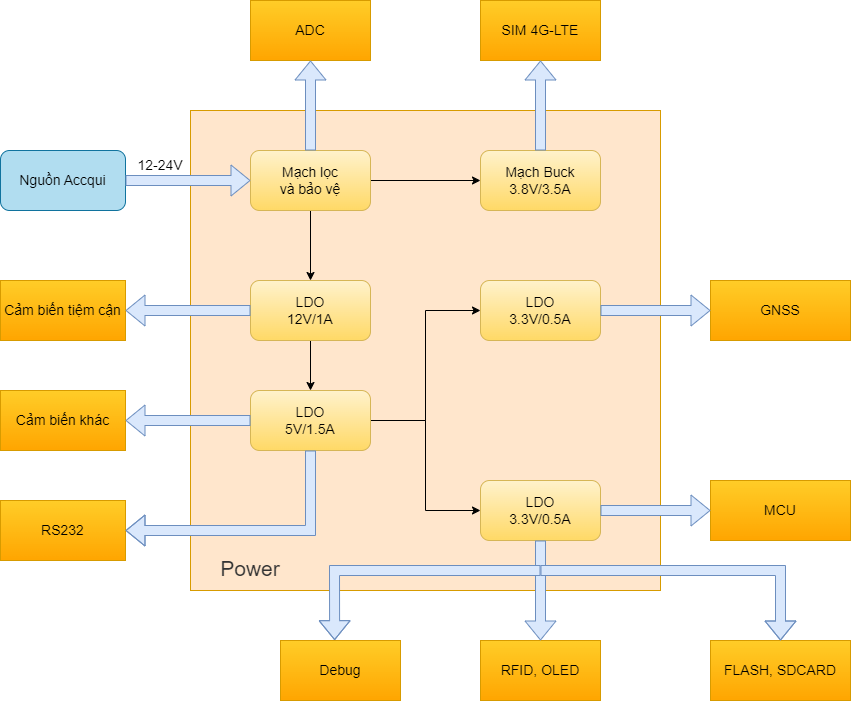 ADC
SIM 4G-LTE
12-24V
Nguồn Accqui
Mạch lọc
và bảo vệ
Mạch Buck
3.8V/3.5A
Cảm biến tiệm cận
LDO
12V/1A
LDO
3.3V/0.5A
GNSS
Cảm biến khác
LDO
5V/1.5A
RS232
LDO
3.3V/0.5A
MCU
Power
Debug
RFID, OLED
FLASH, SDCARD